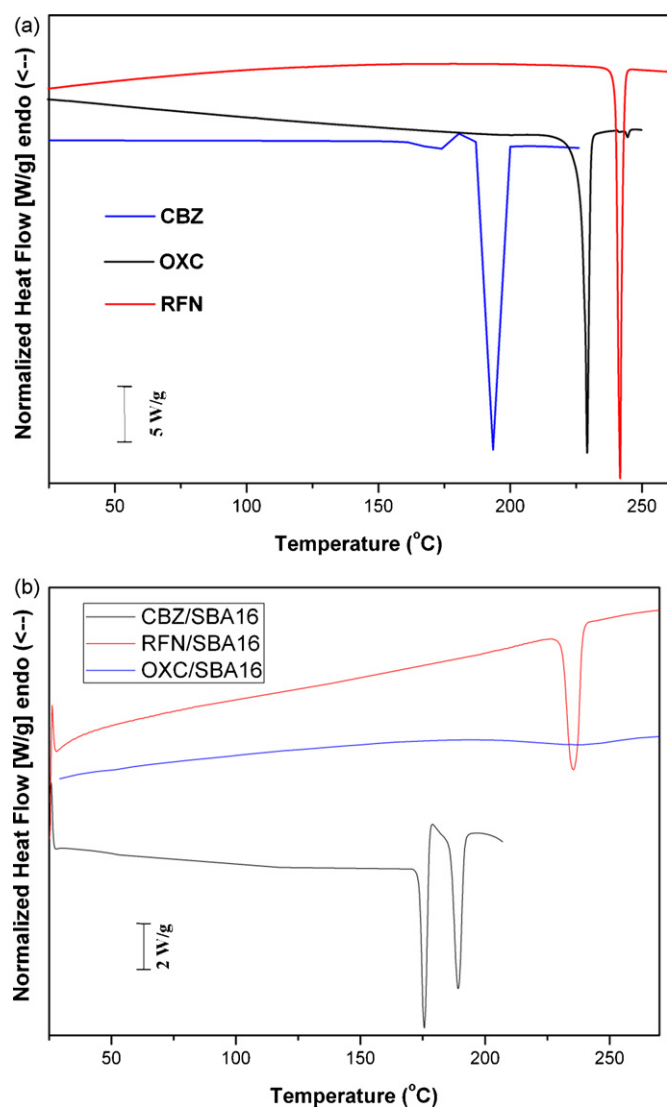 (a)
Normalized Heat Flow [W/g] endo (<--)
CBZ
OXC
RFN
5 W/g
50
100
150
200
250
Temperature (°C)
(b)
Normalized Heat Flow [W/g] endo (<--)
CBZ/SBA16
RFN/SBA16
OXC/SBA16
2 W/g
50
100
150
200
250
Temperature (°C)